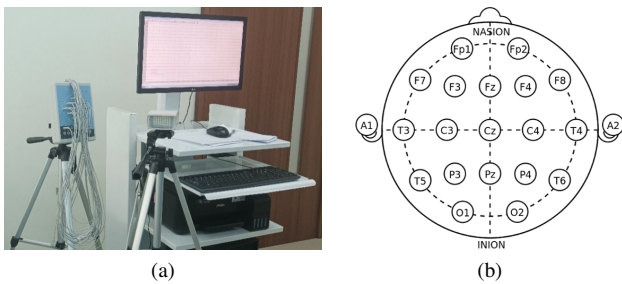 NASION
Fp1 Fp2
F7 F3 Fz F4 F8
A1 T3 C3 Cz C4 T4 A2
T5 P3 Pz P4 T6
O1 O2
INION
(a) (b)